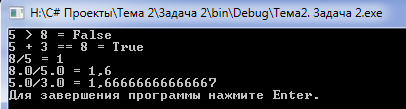 H:\C# Проекты\Тема 2\Задача 2\bin\Debug\Тема2. Задача 2.exe
5 > 8 = False
5 + 3 == 8 = True
8/5 = 1
8.0/5.0 = 1,6
5.0/3.0 = 1,66666666666667
Для завершения программы нажмите Enter.